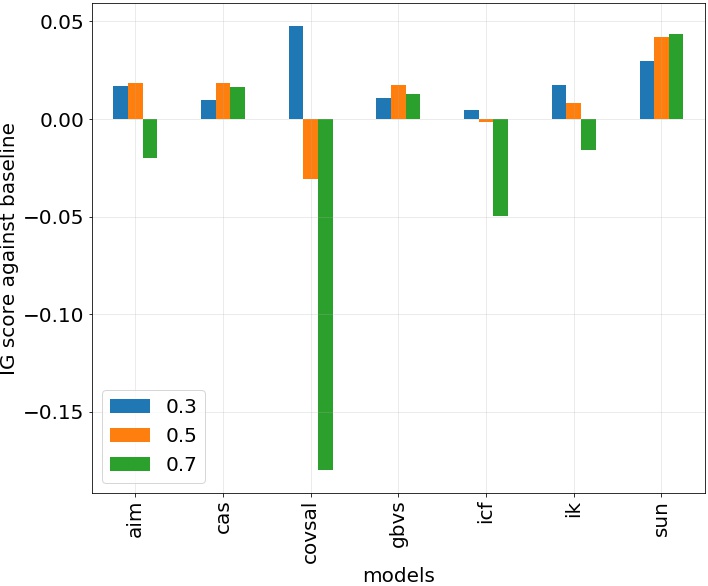 0.05
0.00
−0.05
−0.10
−0.15
IG score against baseline
0.3
0.5
0.7
aim
cas
covsal
gbvs
icf
ik
sun
models